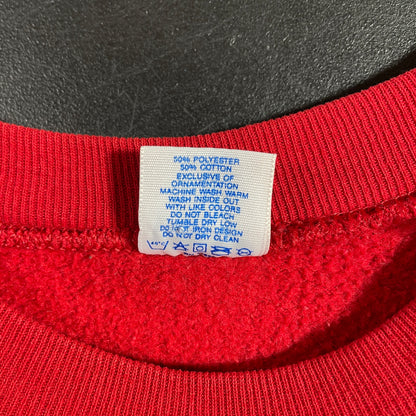 50% POLYESTER
50% COTTON
EXCLUSIVE OF
ORNAMENTATION
MACHINE WASH WARM
WASH INSIDE OUT
WITH LIKE COLORS
DO NOT BLEACH
TUMBLE DRY LOW
DO NOT IRON DESIGN
DO NOT DRY CLEAN